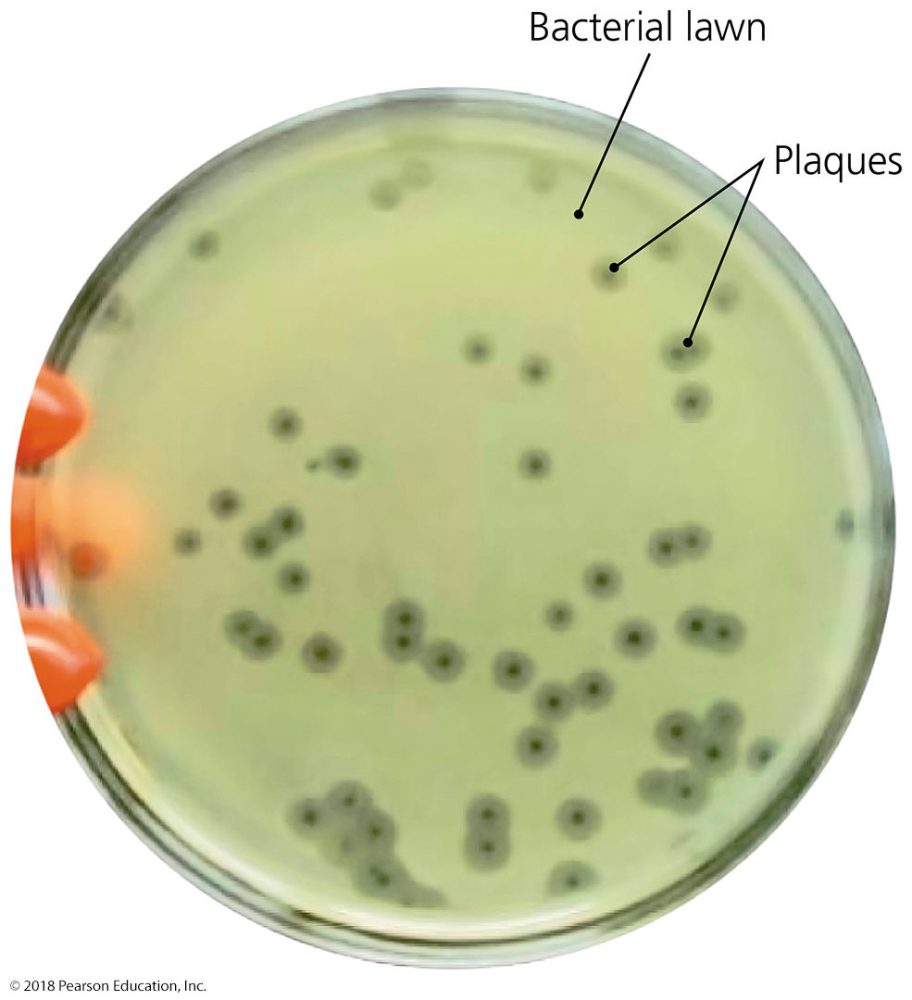 Bacterial lawn
Plaques
© 2018 Pearson Education, Inc.